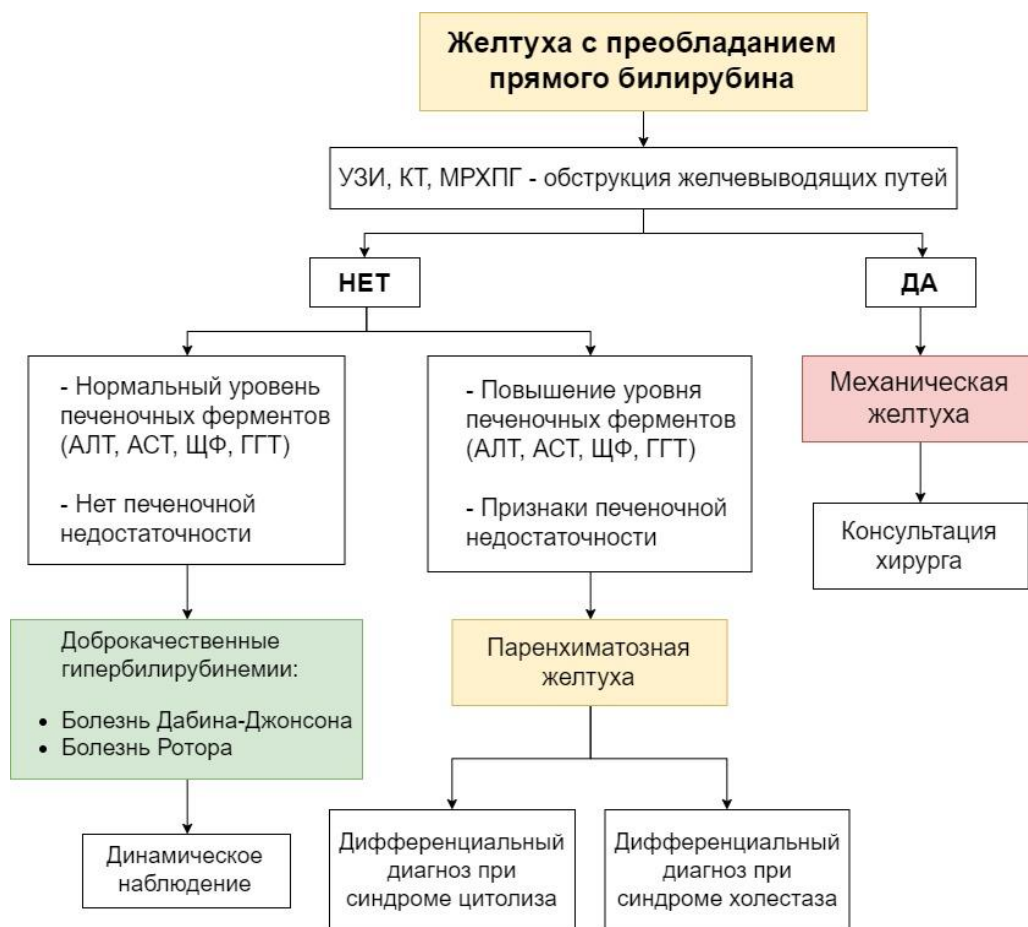 Желтуха с преобладанием
прямого билирубина
УЗИ, КТ, МРХПГ - обструкция желчевыводящих путей
НЕТ
ДА
- Нормальный уровень
печеночных ферментов
(АЛТ, АСТ, ЩФ, ГГТ)
- Нет печеночной
недостаточности
- Повышение уровня
печеночных ферментов
(АЛТ, АСТ, ЩФ, ГГТ)
- Признаки печеночной
недостаточности
Механическая
желтуха
Консультация
хирурга
Доброкачественные
гипербилирубинемии:
• Болезнь Дабина-Джонсона
• Болезнь Ротора
Паренхиматозная
желтуха
Динамическое
наблюдение
Дифференциальный
диагноз при
синдроме цитолиза
Дифференциальный
диагноз при
синдроме холестаза